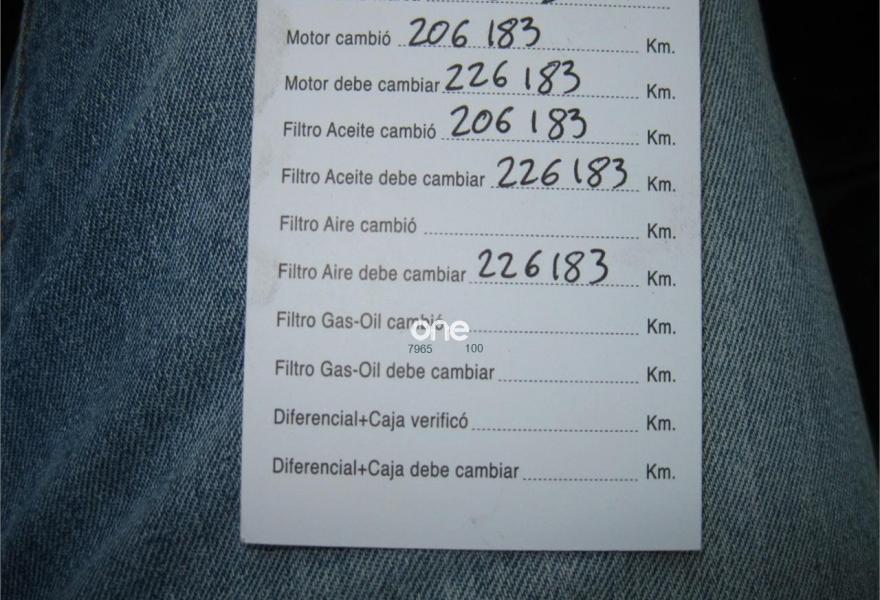 Motor cambió 206 183 Km.
Motor debe cambiar 226 183 Km.
Filtro Aceite cambió 206 183 Km.
Filtro Aceite debe cambiar 226183 Km.
Filtro Aire cambió Km.
Filtro Aire debe cambiar 226183 Km.
Filtro Gas-Oil cambió Km.
one
7965 100
Filtro Gas-Oil debe cambiar Km.
Diferencial+Caja verificó Km.
Diferencial+Caja debe cambiar Km.